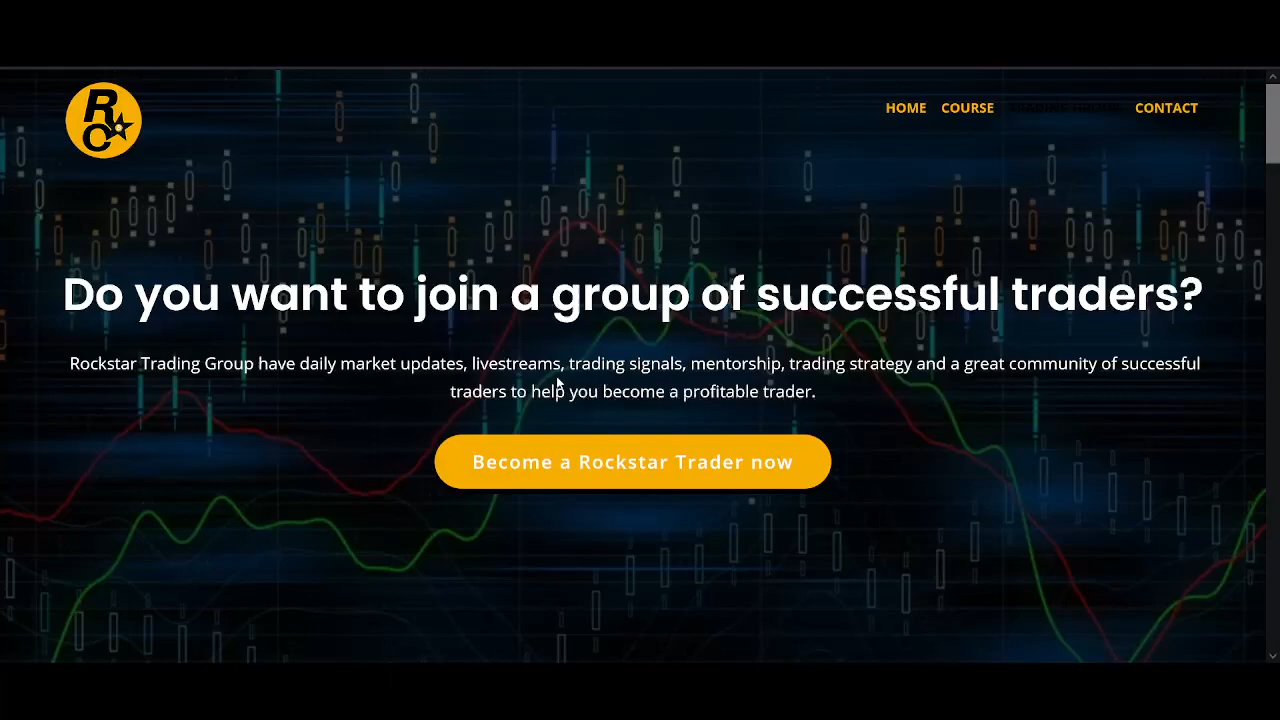 R
C
HOME COURSE TRADING GROUP CONTACT
Do you want to join a group of successful traders?
Rockstar Trading Group have daily market updates, livestreams, trading signals, mentorship, trading strategy and a great community of successful
traders to help you become a profitable trader.
Become a Rockstar Trader now